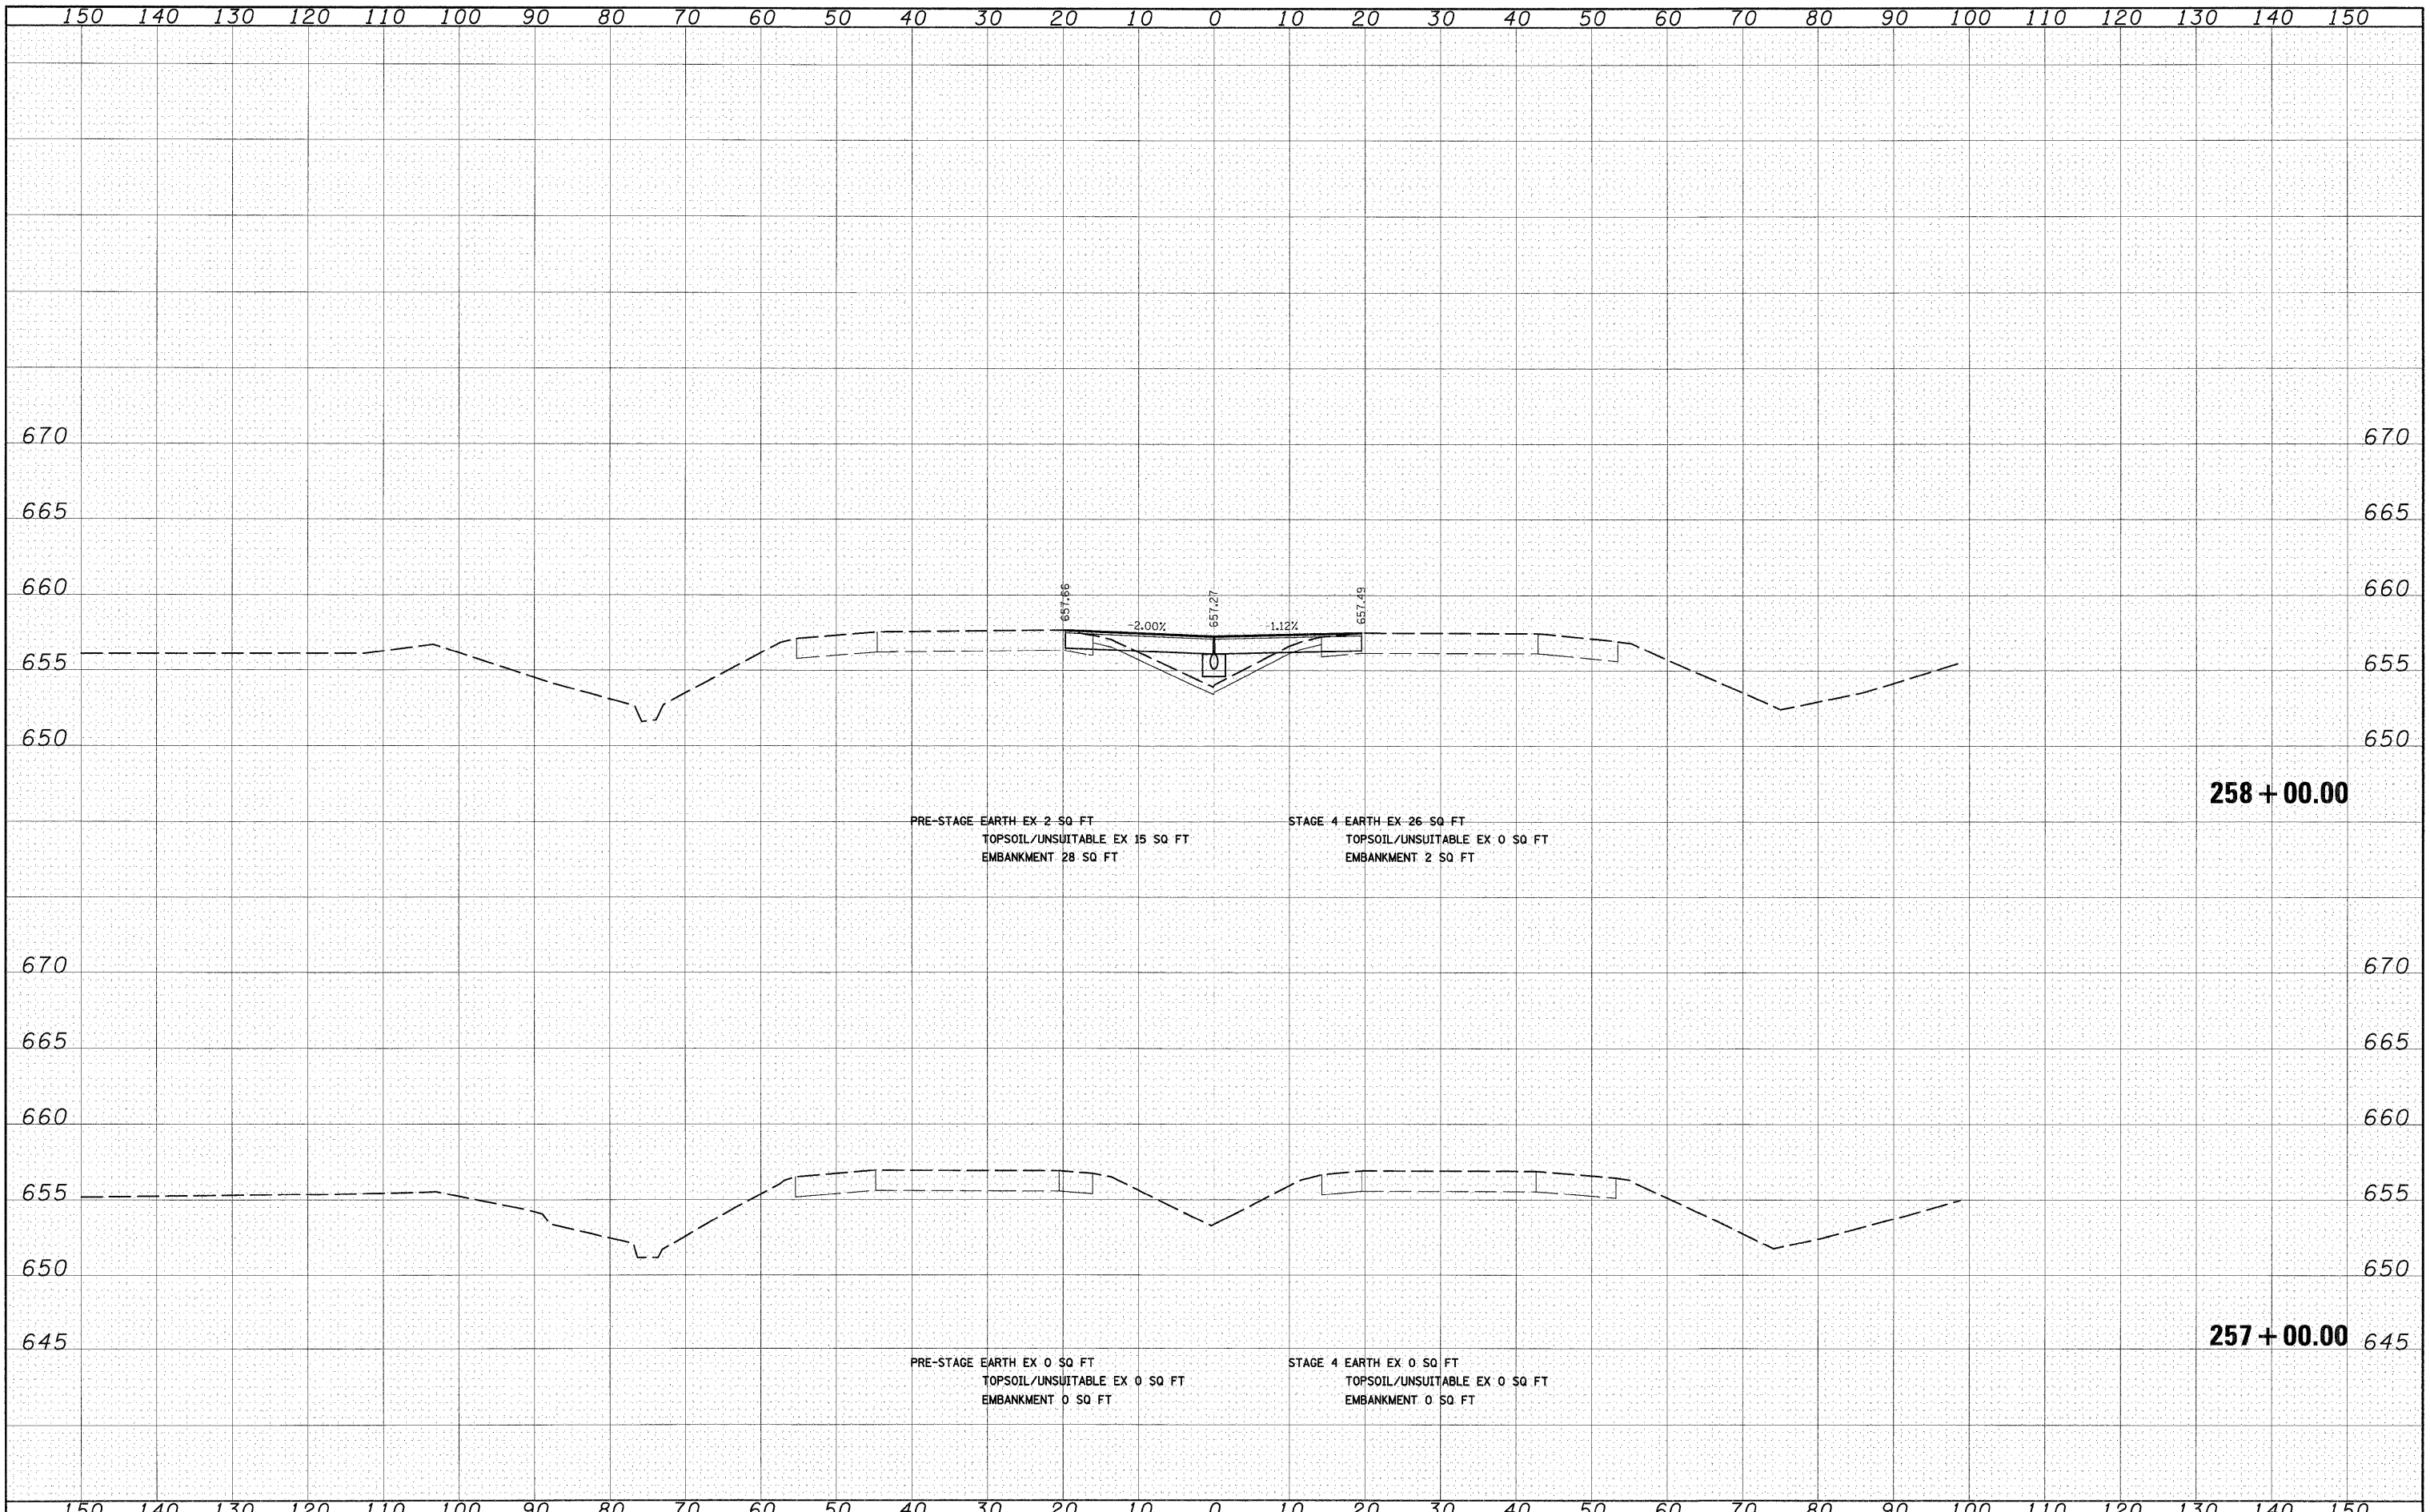 150 140 130 120 110 100 90 80 70 60 50 40 30 20 10 0 10 20 30 40 50 60 70 80 90 100 110 120 130 140 150
670 670
665 665
660 657.66 657.27 657.49 660
-2.00% -1.12%
655 655
650 650
258+00.00
PRE-STAGE EARTH EX 2 SQ FT STAGE 4 EARTH EX 26 SQ FT
TOPSOIL/UNSUITABLE EX 15 SQ FT TOPSOIL/UNSUITABLE EX 0 SQ FT
EMBANKMENT 28 SQ FT EMBANKMENT 2 SQ FT
670 670
665 665
660 660
655 655
650 650
645 257+00.00 645
PRE-STAGE EARTH EX 0 SQ FT STAGE 4 EARTH EX 0 SQ FT
TOPSOIL/UNSUITABLE EX 0 SQ FT TOPSOIL/UNSUITABLE EX 0 SQ FT
EMBANKMENT 0 SQ FT EMBANKMENT 0 SQ FT
150 140 130 120 110 100 90 80 70 60 50 40 30 20 10 0 10 20 30 40 50 60 70 80 90 100 110 120 130 140 150